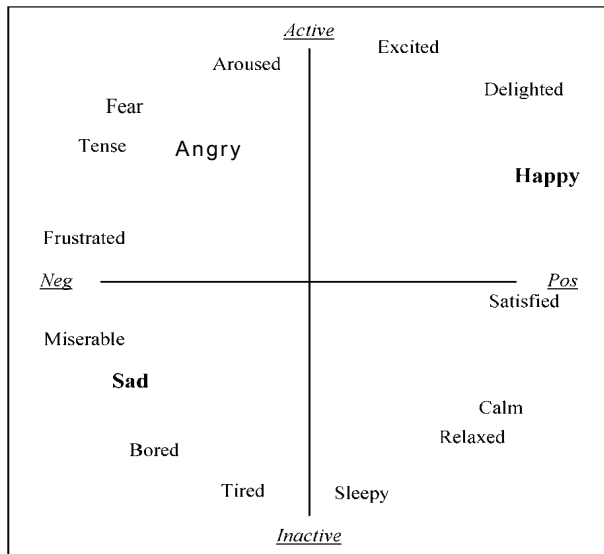 Active
Excited
Aroused
Delighted
Fear
Tense
Angry
Happy
Frustrated
Neg
Pos
Satisfied
Miserable
Sad
Calm
Relaxed
Bored
Tired
Sleepy
Inactive